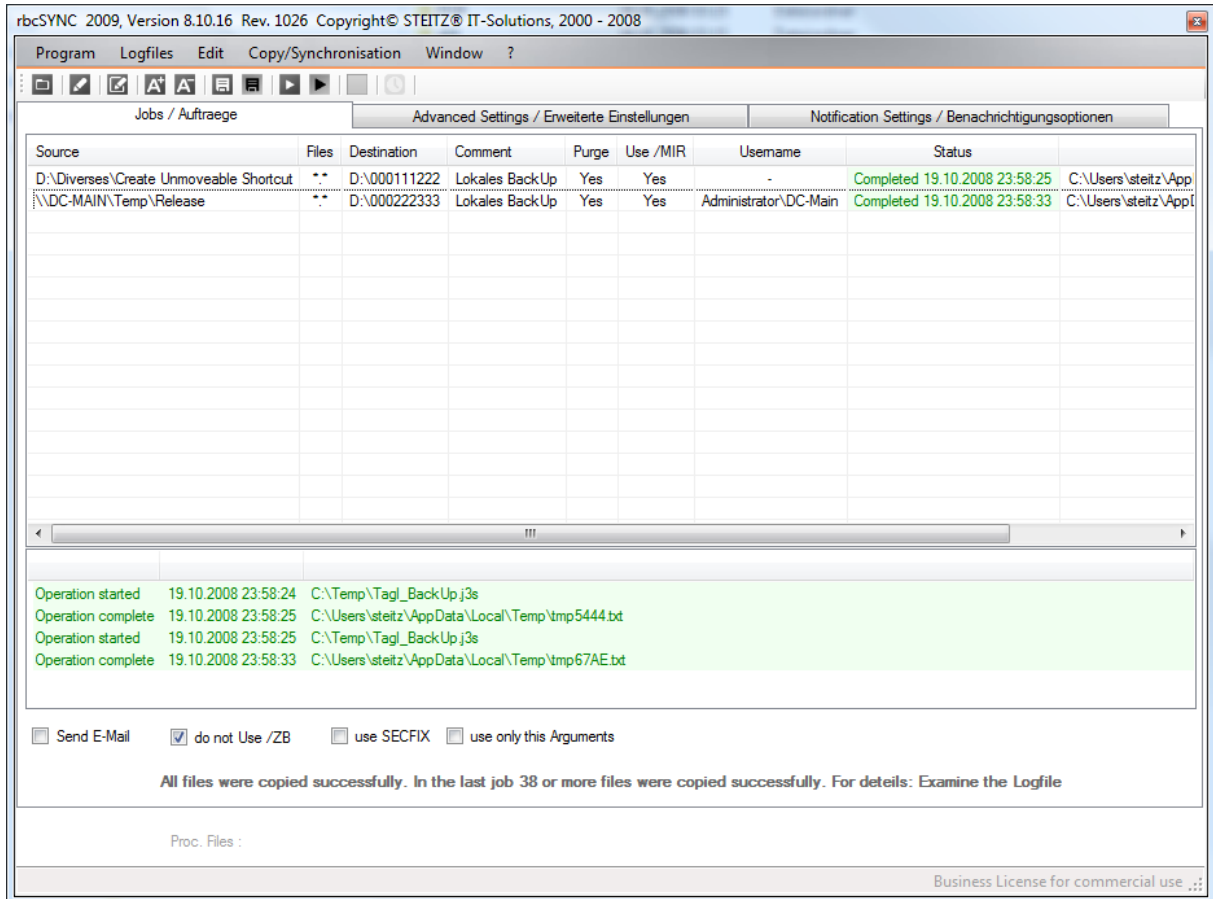 rbcSYNC 2009, Version 8.10.16 Rev. 1026 Copyright© STEITZ® IT-Solutions, 2000 - 2008
Program Logfiles Edit Copy/Synchronisation Window ?
Jobs / Auftraege Advanced Settings / Erweiterte Einstellungen Notification Settings / Benachrichtigungsoptionen
Source Files Destination Comment Purge Use /MIR Username Status
D:\Diverses\Create Unmoveable Shortcut *.* D:\000111222 Lokales BackUp Yes Yes - Completed 19.10.2008 23:58:25 C:\Users\steitz\App
\\DC-MAIN\Temp\Release *.* D:\000222333 Lokales BackUp Yes Yes Administrator\DC-Main Completed 19.10.2008 23:58:33 C:\Users\steitz\AppD
Operation started 19.10.2008 23:58:24 C:\Temp\Tagl_BackUp.j3s
Operation complete 19.10.2008 23:58:25 C:\Users\steitz\AppData\Local\Temp\tmp5444.txt
Operation started 19.10.2008 23:58:25 C:\Temp\Tagl_BackUp.j3s
Operation complete 19.10.2008 23:58:33 C:\Users\steitz\AppData\Local\Temp\tmp67AE.txt
Send E-Mail do not Use /ZB use SECFIX use only this Arguments
All files were copied successfully. In the last job 38 or more files were copied successfully. For deteils: Examine the Logfile
Proc. Files :
Business License for commercial use